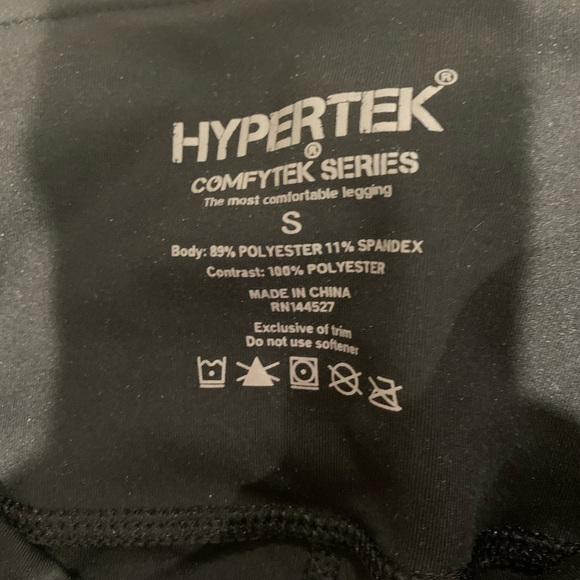 HYPERTEK®
COMFYTEK® SERIES
The most comfortable legging
S
Body: 89% POLYESTER 11% SPANDEX
Contrast: 100% POLYESTER
MADE IN CHINA
RN144527
Exclusive of trim
Do not use softener